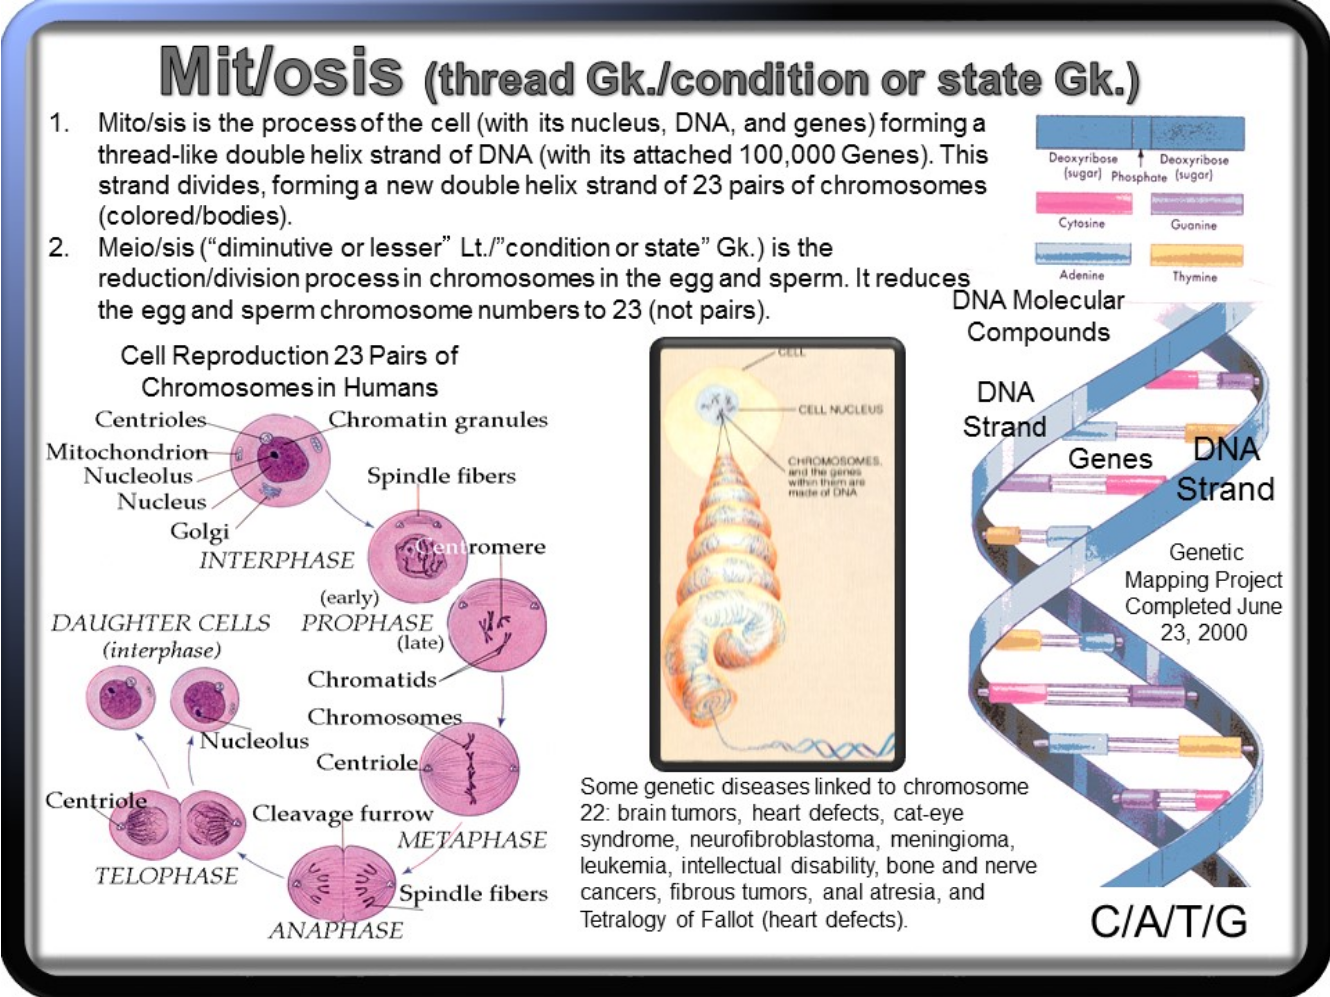 Mit/osis (thread Gk./condition or state Gk.)
1. Mito/sis is the process of the cell (with its nucleus, DNA, and genes) forming a
thread-like double helix strand of DNA (with its attached 100,000 Genes). This
strand divides, forming a new double helix strand of 23 pairs of chromosomes
(colored/bodies).
2. Meio/sis (“diminutive or lesser” Lt./”condition or state” Gk.) is the
reduction/division process in chromosomes in the egg and sperm. It reduces
the egg and sperm chromosome numbers to 23 (not pairs).
Deoxyribose
(sugar)
Phosphate
Deoxyribose
(sugar)
Cytosine
Guanine
Adenine
Thymine
DNA Molecular
Compounds
DNA
Strand
Genes
DNA
Strand
Genetic
Mapping Project
Completed June
23, 2000
C/A/T/G
Cell Reproduction 23 Pairs of
Chromosomes in Humans
Centrioles
Chromatin granules
Mitochondrion
Nucleolus
Nucleus
Golgi
INTERPHASE
Spindle fibers
Centromere
(early)
PROPHASE
(late)
Chromatids
DAUGHTER CELLS
(interphase)
Nucleolus
Chromosomes
Centriole
METAPHASE
Centriole
Cleavage furrow
TELOPHASE
Spindle fibers
ANAPHASE
CELL
CELL NUCLEUS
CHROMOSOMES,
and the genes
within them are
made of DNA
Some genetic diseases linked to chromosome
22: brain tumors, heart defects, cat-eye
syndrome, neurofibroblastoma, meningioma,
leukemia, intellectual disability, bone and nerve
cancers, fibrous tumors, anal atresia, and
Tetralogy of Fallot (heart defects).